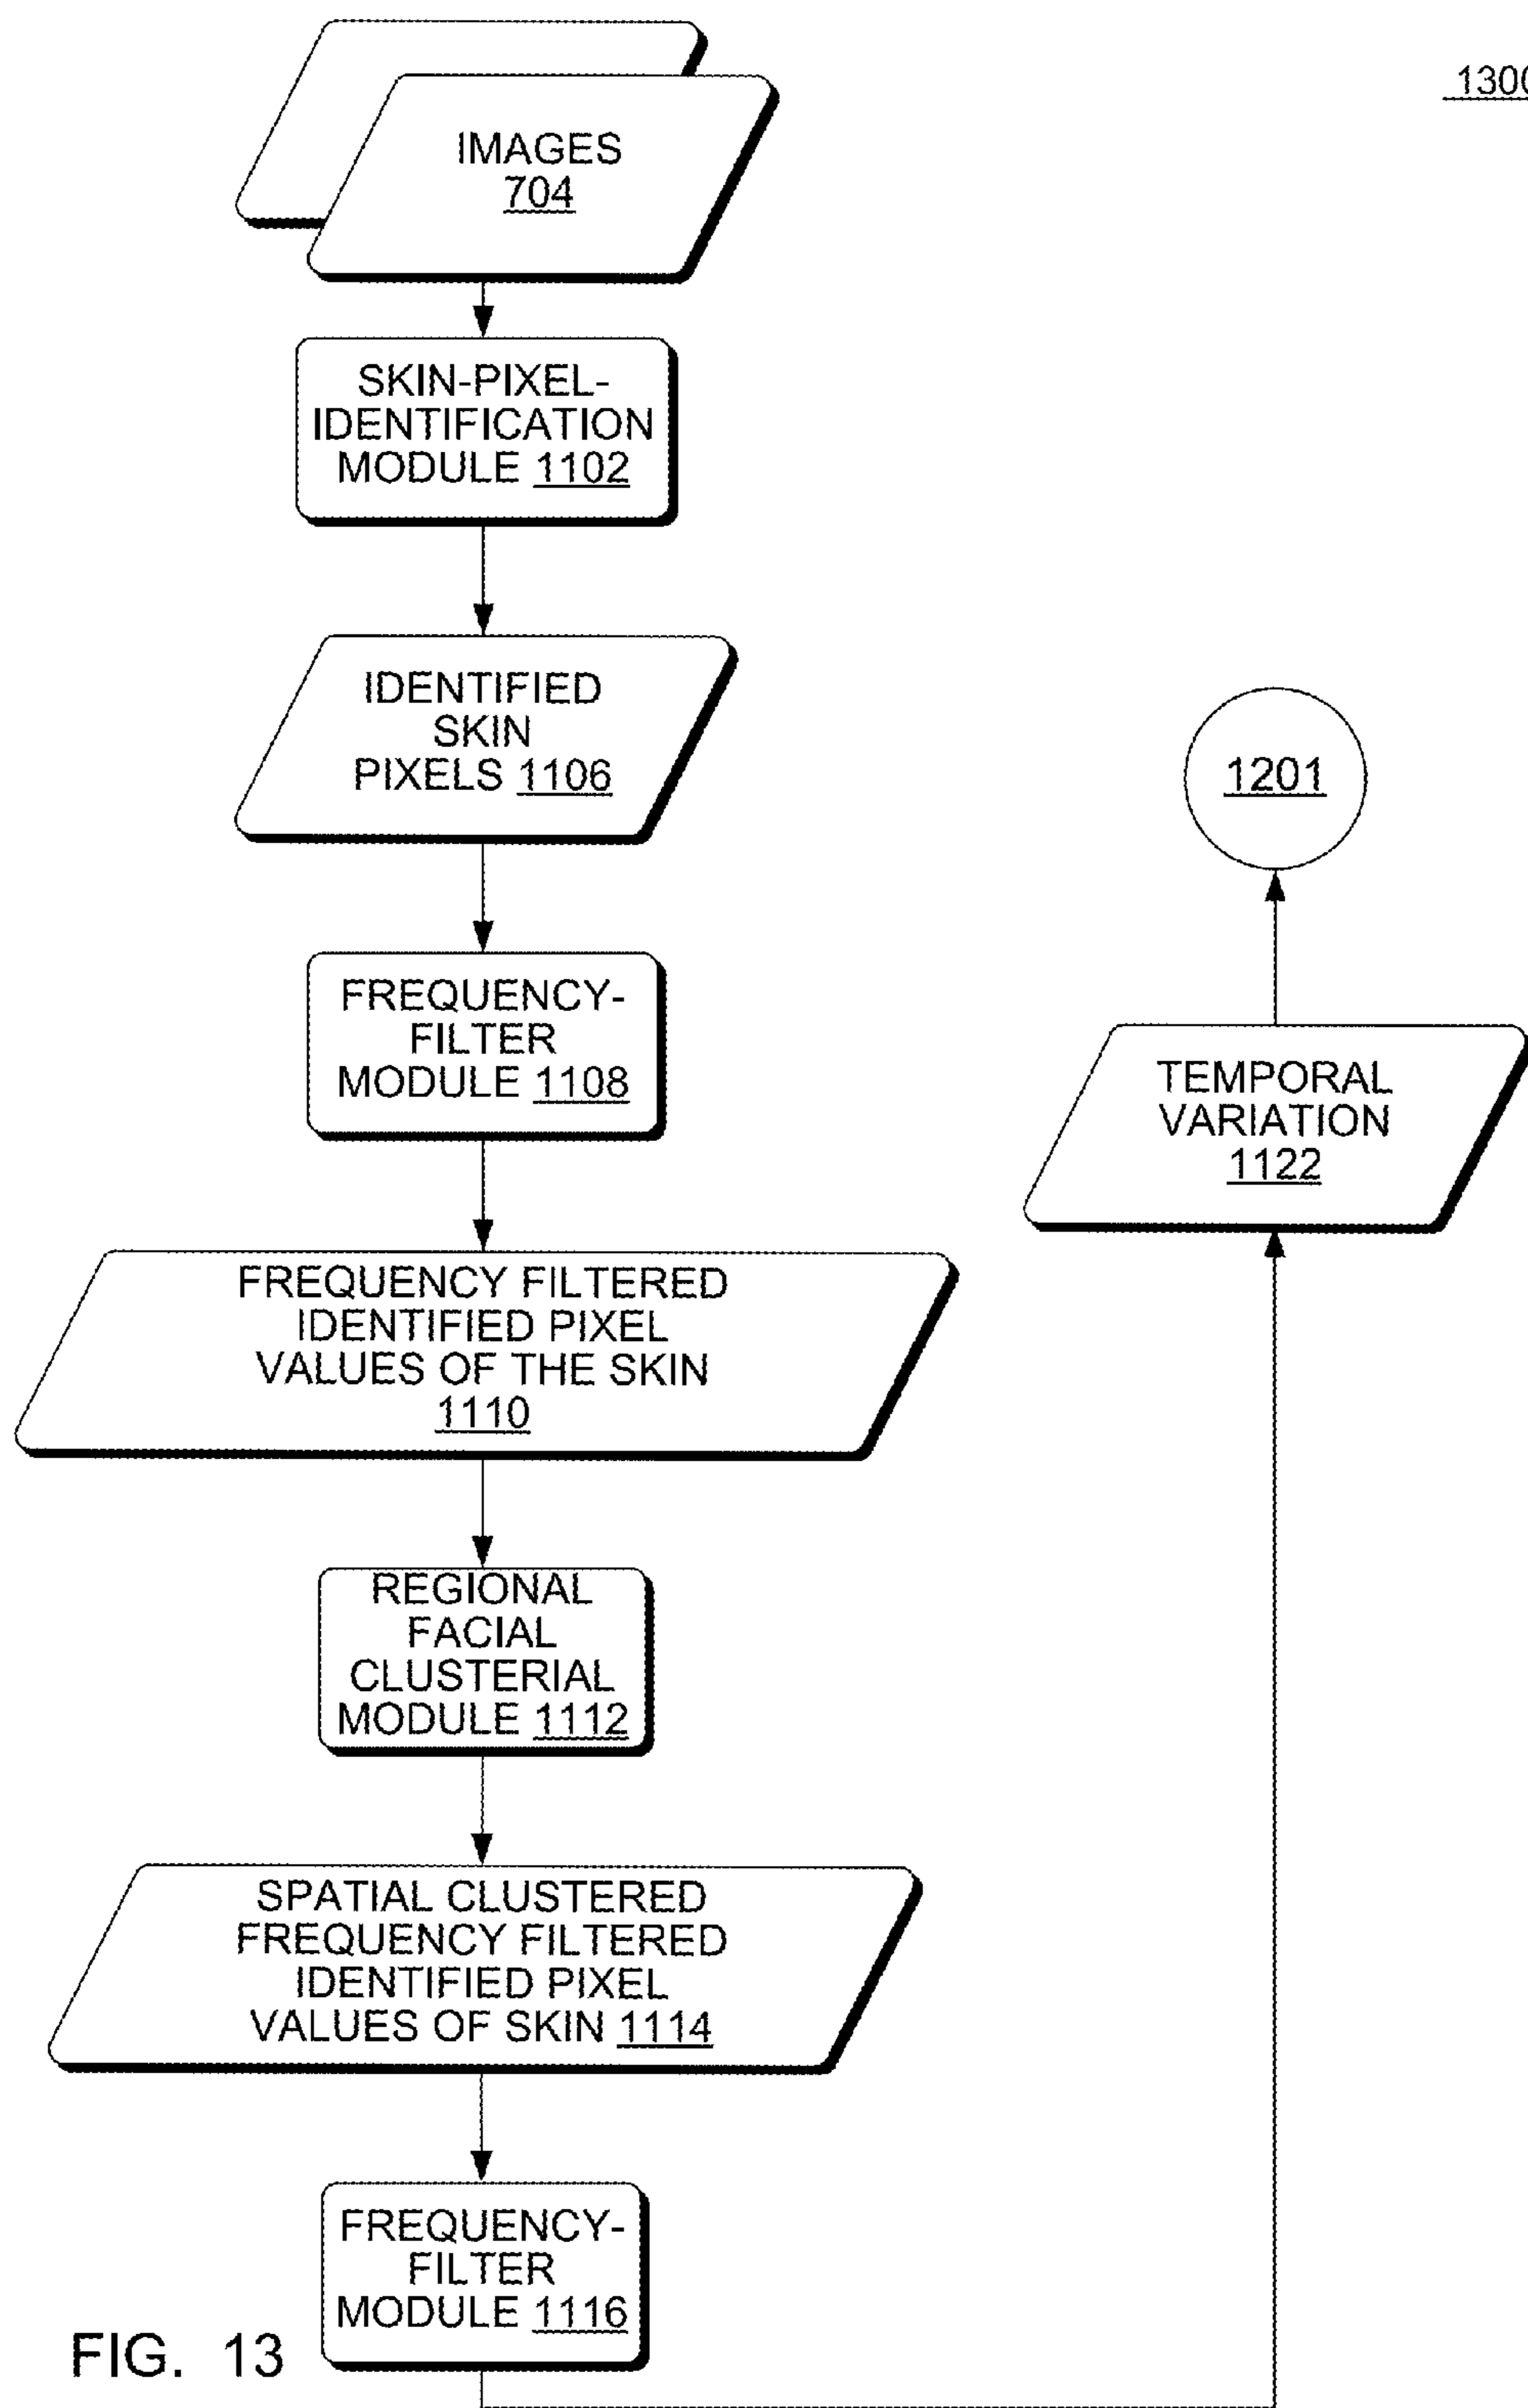 1300
IMAGES
704
SKIN-PIXEL-
IDENTIFICATION
MODULE 1102
IDENTIFIED
SKIN
PIXELS 1106
FREQUENCY-
FILTER
MODULE 1108
FREQUENCY FILTERED
IDENTIFIED PIXEL
VALUES OF THE SKIN
1110
REGIONAL
FACIAL
CLUSTERIAL
MODULE 1112
SPATIAL CLUSTERED
FREQUENCY FILTERED
IDENTIFIED PIXEL
VALUES OF SKIN 1114
FREQUENCY-
FILTER
MODULE 1116
TEMPORAL
VARIATION
1122
1201
FIG. 13